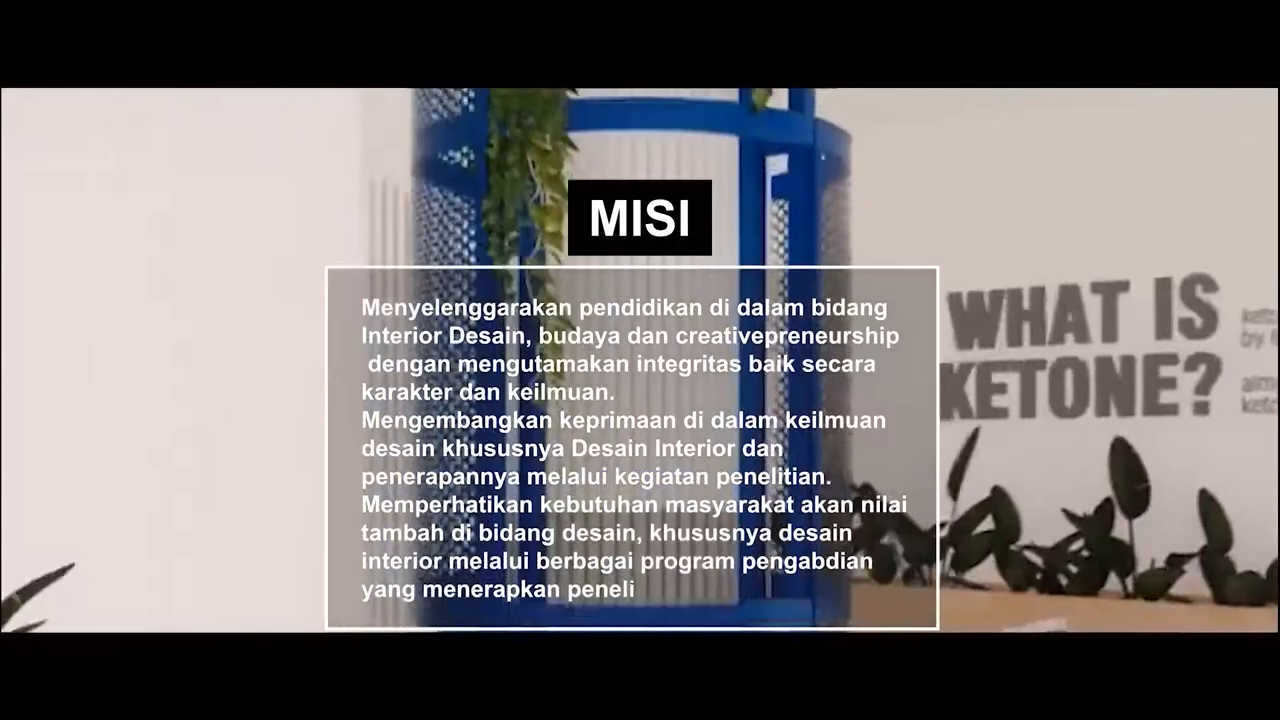 MISI
Menyelenggarakan pendidikan di dalam bidang
Interior Desain, budaya dan creativepreneurship
dengan mengutamakan integritas baik secara
karakter dan keilmuan.
Mengembangkan keprimaan di dalam keilmuan
desain khususnya Desain Interior dan
penerapannya melalui kegiatan penelitian.
Memperhatikan kebutuhan masyarakat akan nilai
tambah di bidang desain, khususnya desain
interior melalui berbagai program pengabdian
yang menerapkan peneli
WHAT IS
KETONE?